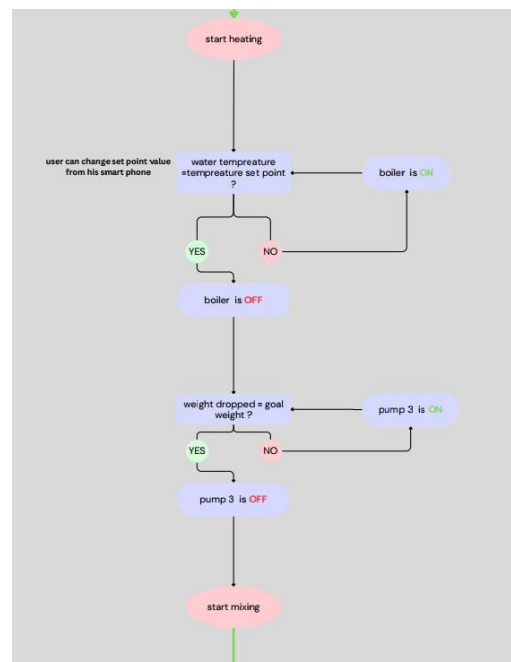 start heating
user can change set point value
from his smart phone
water tempreature
=tempreature set point
?
boiler is ON
YES
NO
boiler is OFF
weight dropped = goal
weight ?
pump 3 is ON
YES
NO
pump 3 is OFF
start mixing